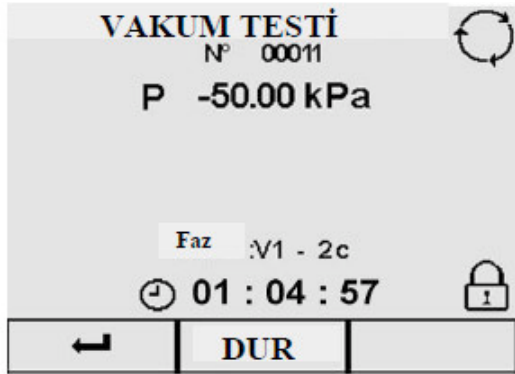 VAKUM TESTİ
N° 00011
P -50.00 kPa
Faz :V1 - 2c
01 : 04 : 57
DUR